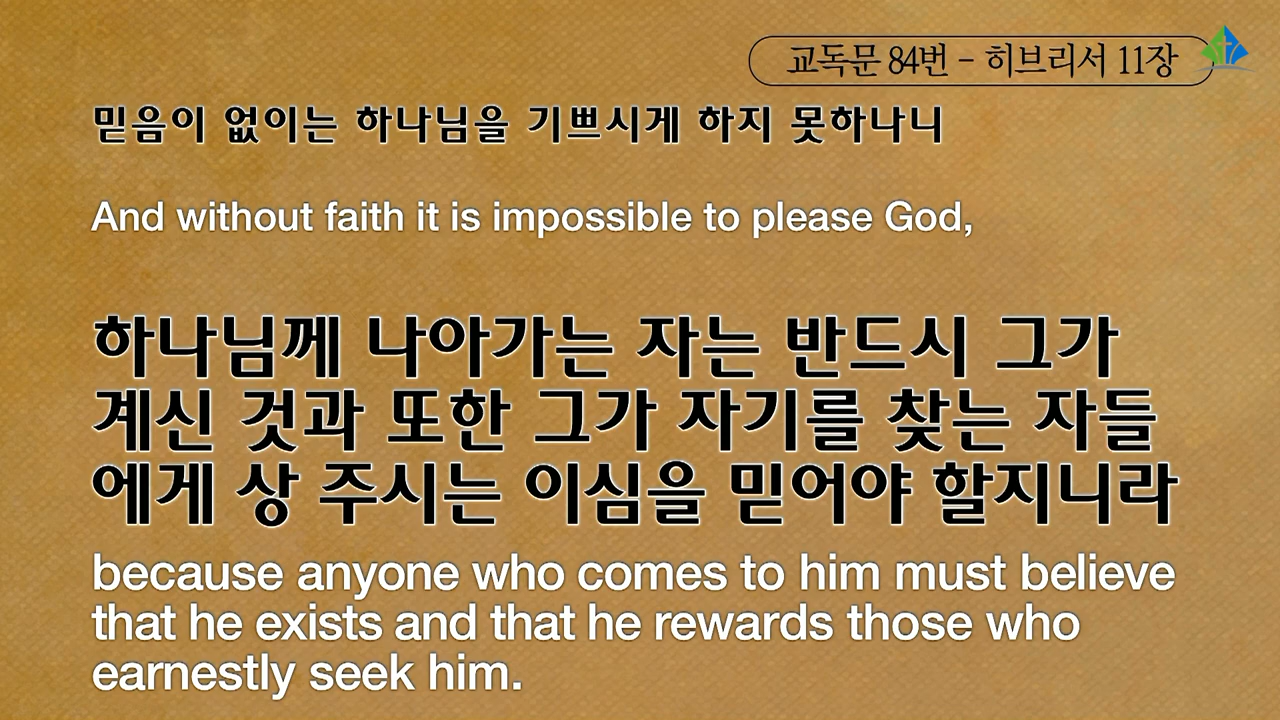 교독문 84번 - 히브리서 11장
믿음이 없이는 하나님을 기쁘시게 하지 못하나니
And without faith it is impossible to please God,
하나님께 나아가는 자는 반드시 그가
계신 것과 또한 그가 자기를 찾는 자들
에게 상 주시는 이심을 믿어야 할지니라
because anyone who comes to him must believe
that he exists and that he rewards those who
earnestly seek him.